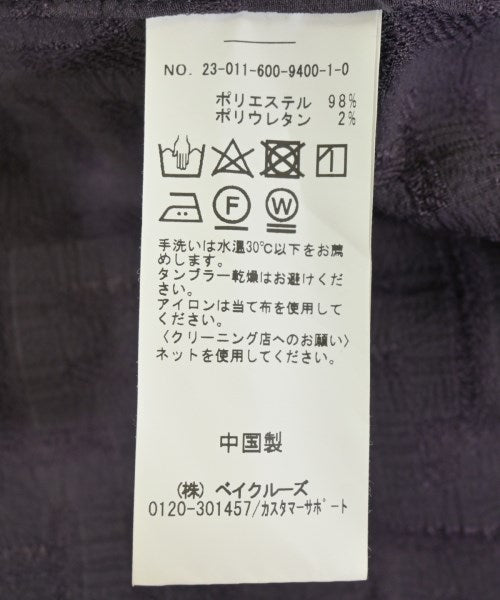 NO. 23-011-600-9400-1-0
ポリエステル 98%
ポリウレタン 2%
F W
手洗いは水温30℃以下をお薦
めします。
タンブラー乾燥はお避けくだ
さい。
アイロンは当て布を使用して
ください。
〈クリーニング店へのお願い〉
ネットを使用してください。
中国製
(株) ベイクルーズ
0120-301457/カスタマーサポート